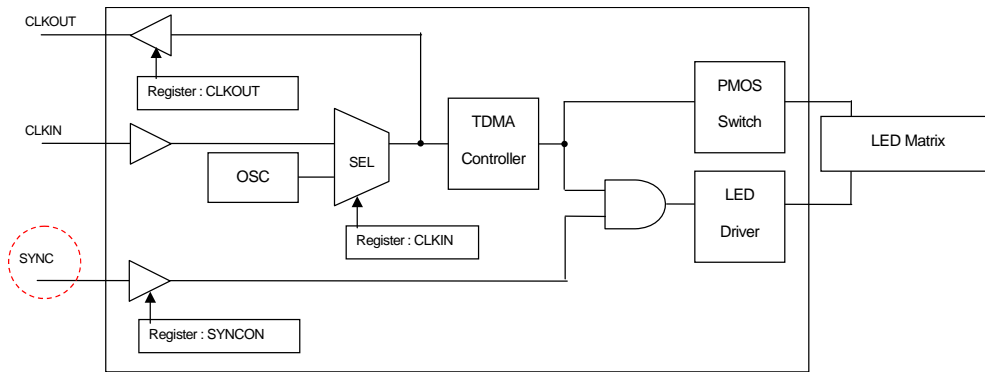 CLKOUT
Register : CLKOUT
CLKIN
OSC
SEL
Register : CLKIN
TDMA
Controller
PMOS
Switch
LED Matrix
LED
Driver
SYNC
Register : SYNCON